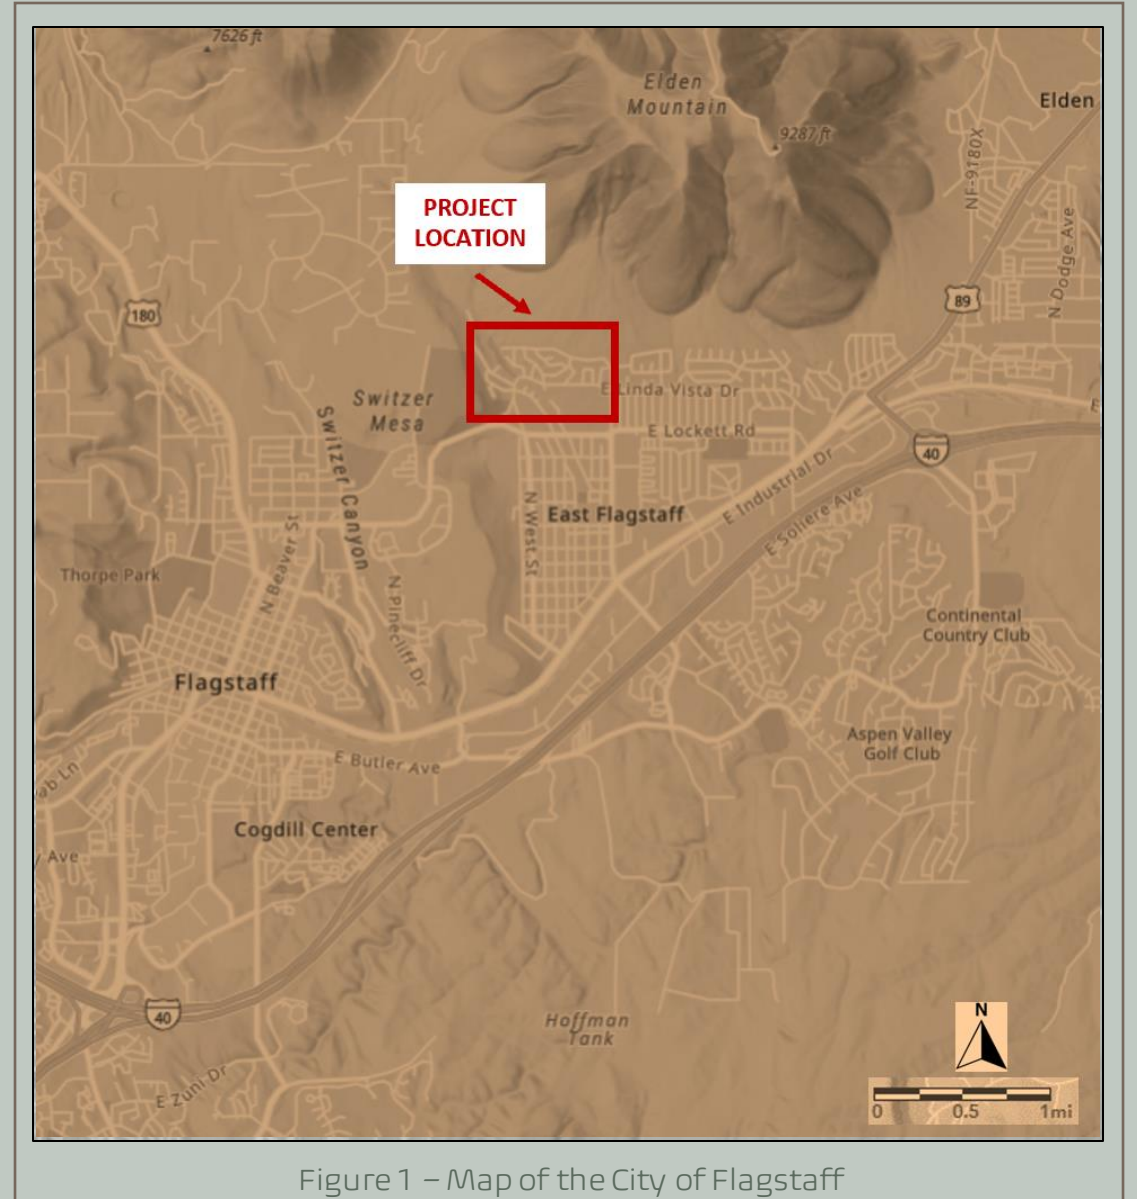 7626 ft
Elden
Mountain
Elden
9287 ft
NF-9180X
PROJECT
LOCATION
N Dodge Ave
89
180
E Linda Vista Dr
Switzer
Mesa
E Lockett Rd
Switzer Canyon
40
E Industrial Dr
N West St
East Flagstaff
E Soliere Ave
N Beaver St
Thorpe Park
N Pinecliff Dr
Continental
Country Club
Flagstaff
Aspen Valley
Golf Club
E Butler Ave
ab Ln
Cogdill Center
Ave
40
Hoffman
Tank
N
E Zuni Dr
0 0.5 1mi
Figure 1 – Map of the City of Flagstaff